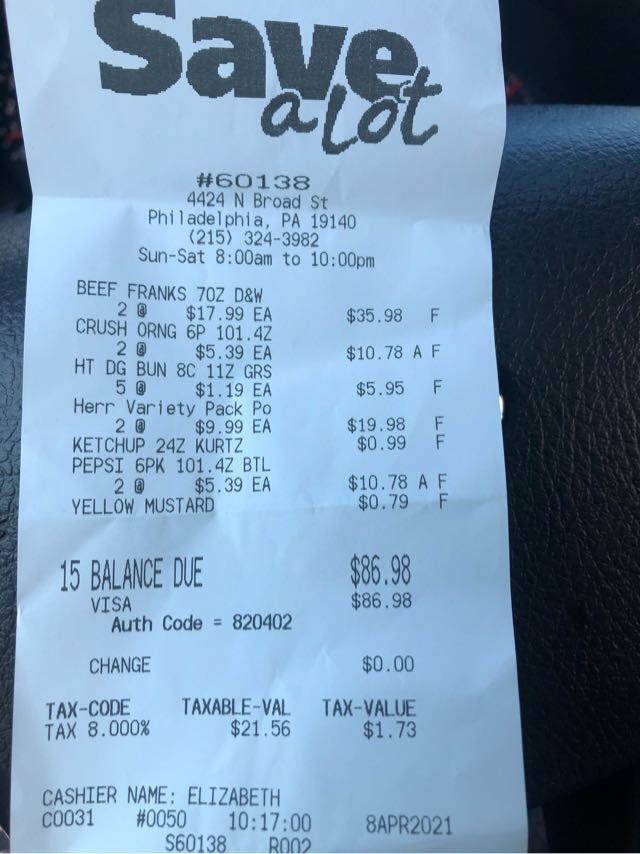 Save
a lot
#60138
4424 N Broad St
Philadelphia, PA 19140
(215) 324-3982
Sun-Sat 8:00am to 10:00pm
BEEF FRANKS 7OZ D&W
2 @ $17.99 EA $35.98 F
CRUSH ORNG 6P 101.4Z
2 @ $5.39 EA $10.78 A F
HT DG BUN 8C 11Z GRS
5 @ $1.19 EA $5.95 F
Herr Variety Pack Po
2 @ $9.99 EA $19.98 F
KETCHUP 24Z KURTZ $0.99 F
PEPSI 6PK 101.4Z BTL
2 @ $5.39 EA $10.78 A F
YELLOW MUSTARD $0.79 F
15 BALANCE DUE $86.98
VISA $86.98
Auth Code = 820402
CHANGE $0.00
TAX-CODE TAXABLE-VAL TAX-VALUE
TAX 8.000% $21.56 $1.73
CASHIER NAME: ELIZABETH
C0031 #0050 10:17:00 8APR2021
S60138 R002